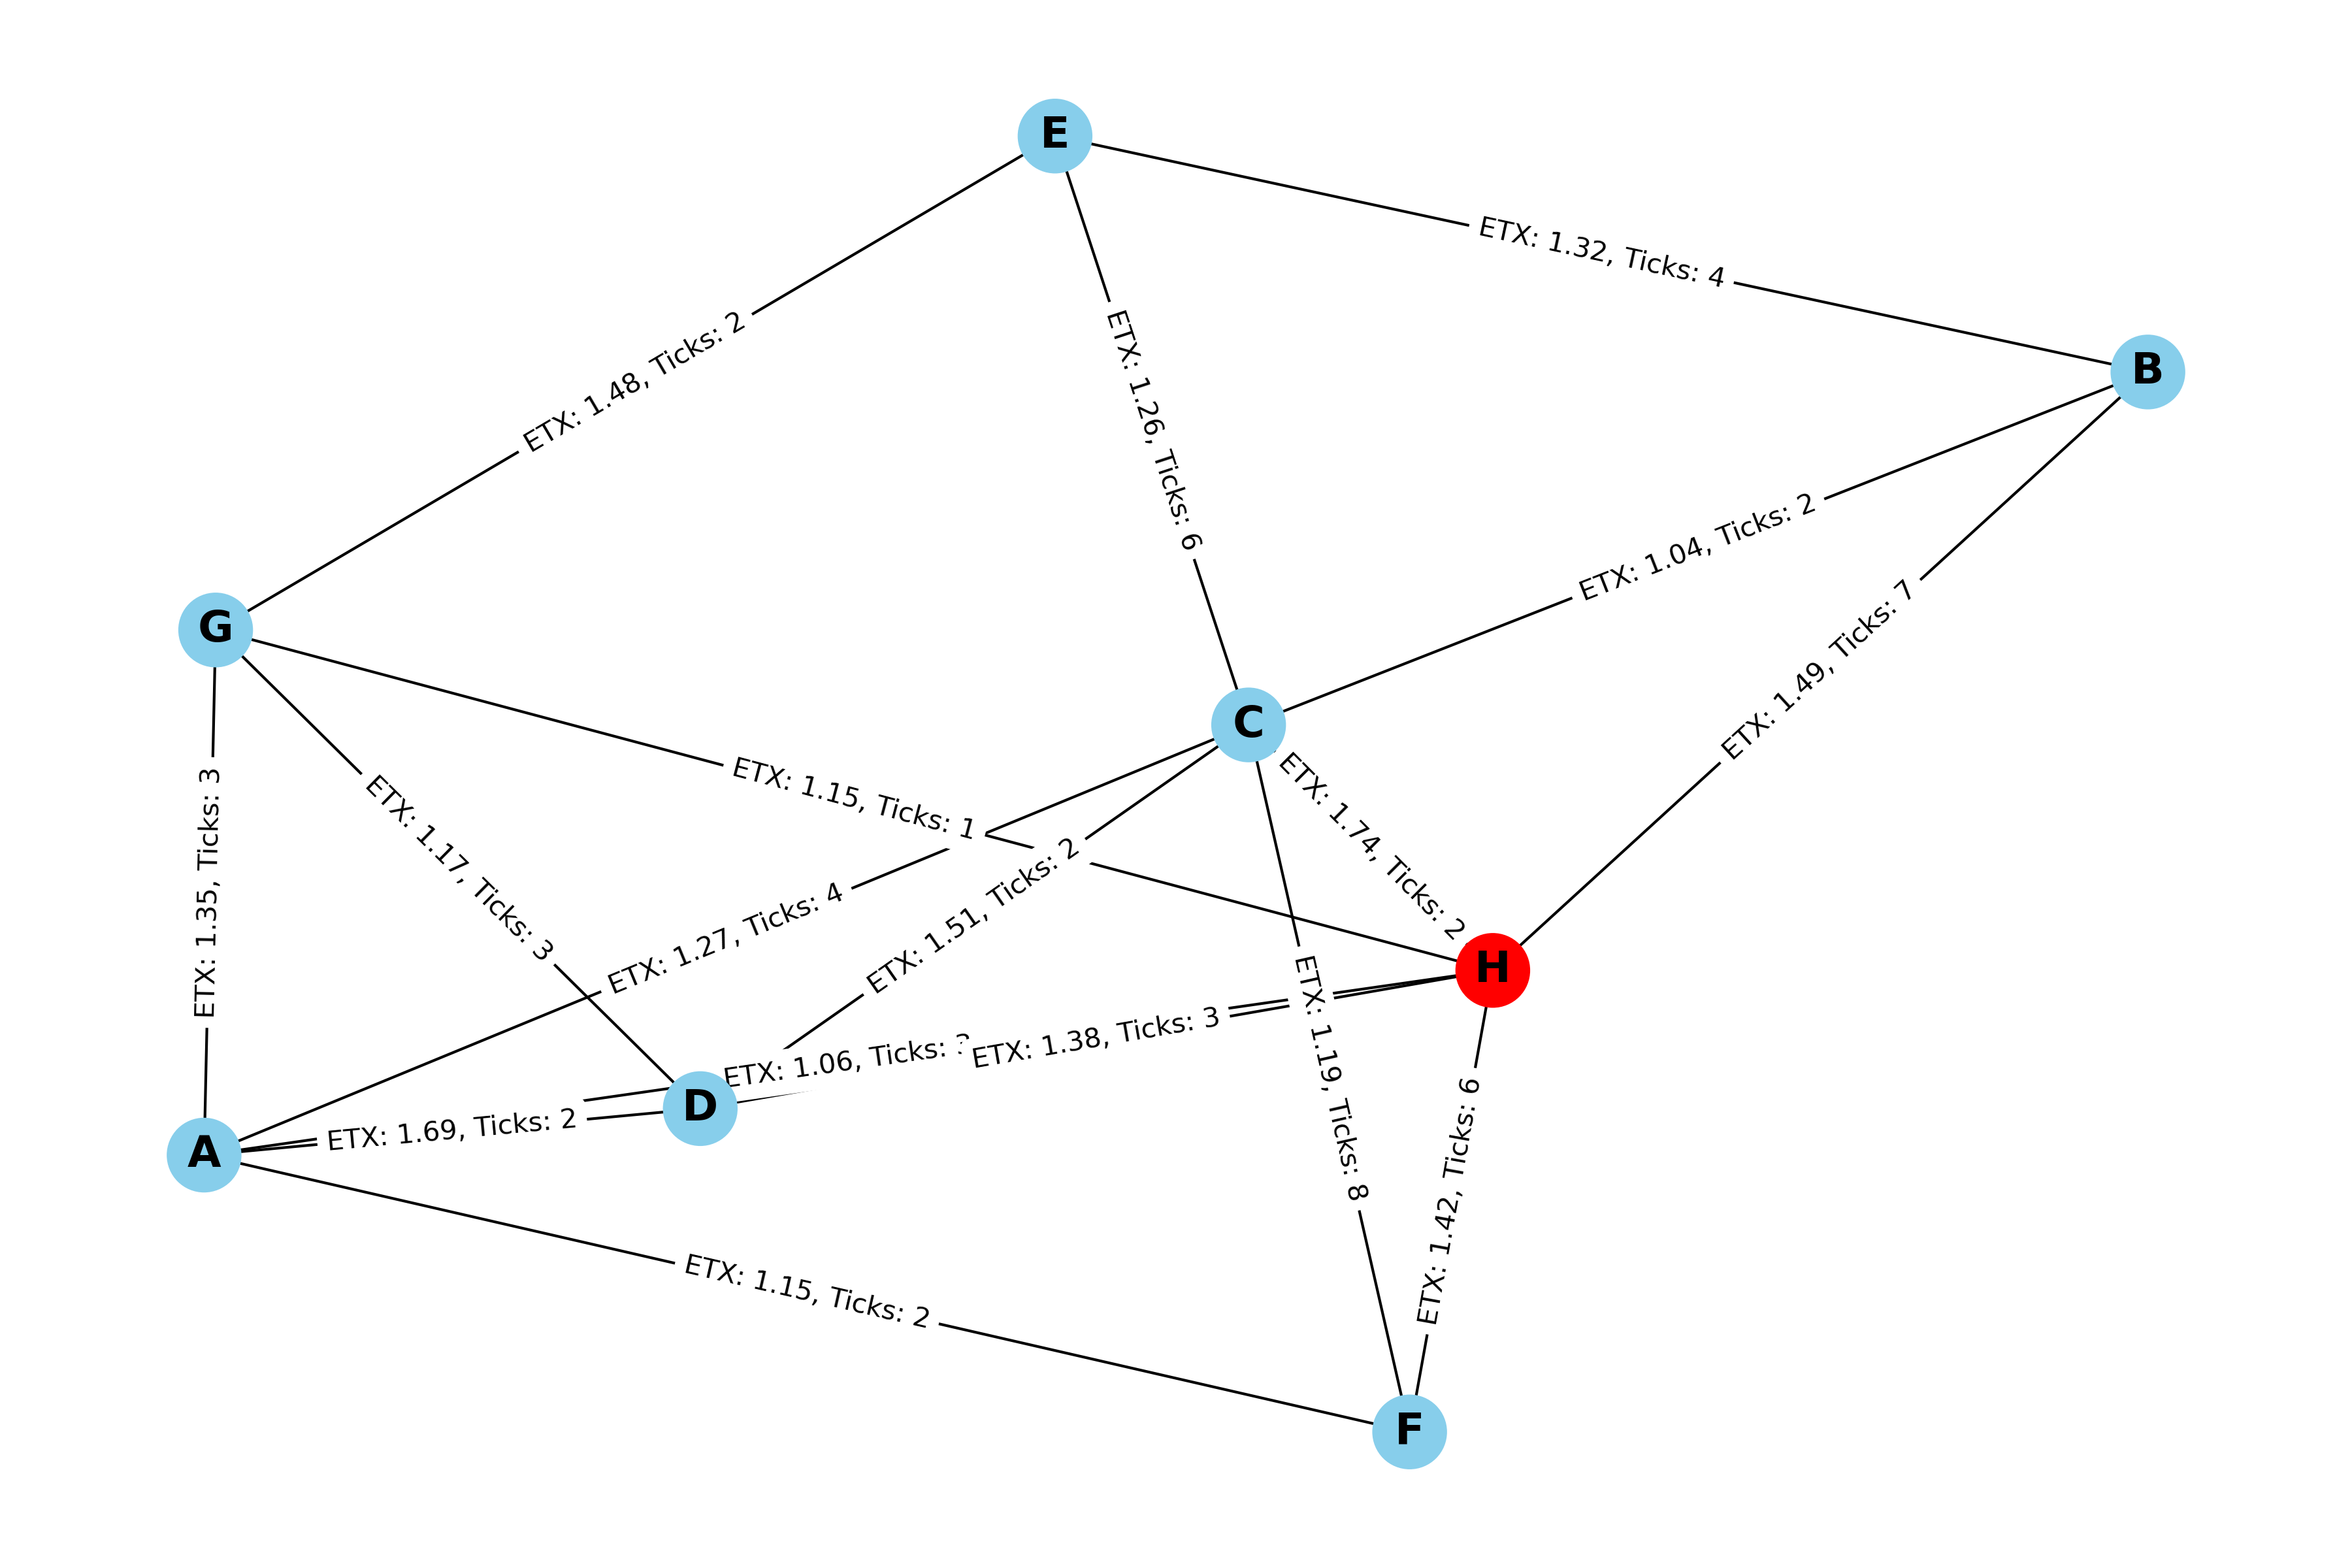 E
ETX: 1.32, Ticks: 4
ETX: 1.48, Ticks: 2
B
ETX: 1.26, Ticks: 6
ETX: 1.04, Ticks: 2
G
ETX: 1.49, Ticks: 7
C
ETX: 1.15, Ticks: 1
ETX: 1.74, Ticks: 2
ETX: 1.17, Ticks: 3
ETX: 1.35, Ticks: 3
ETX: 1.51, Ticks: 2
ETX: 1.27, Ticks: 4
H
ETX: 1.38, Ticks: 3
ETX: 1.06, Ticks:
ETX: 1.19, Ticks: 8
D
ETX: 1.69, Ticks: 2
A
ETX: 1.42, Ticks: 6
ETX: 1.15, Ticks: 2
F